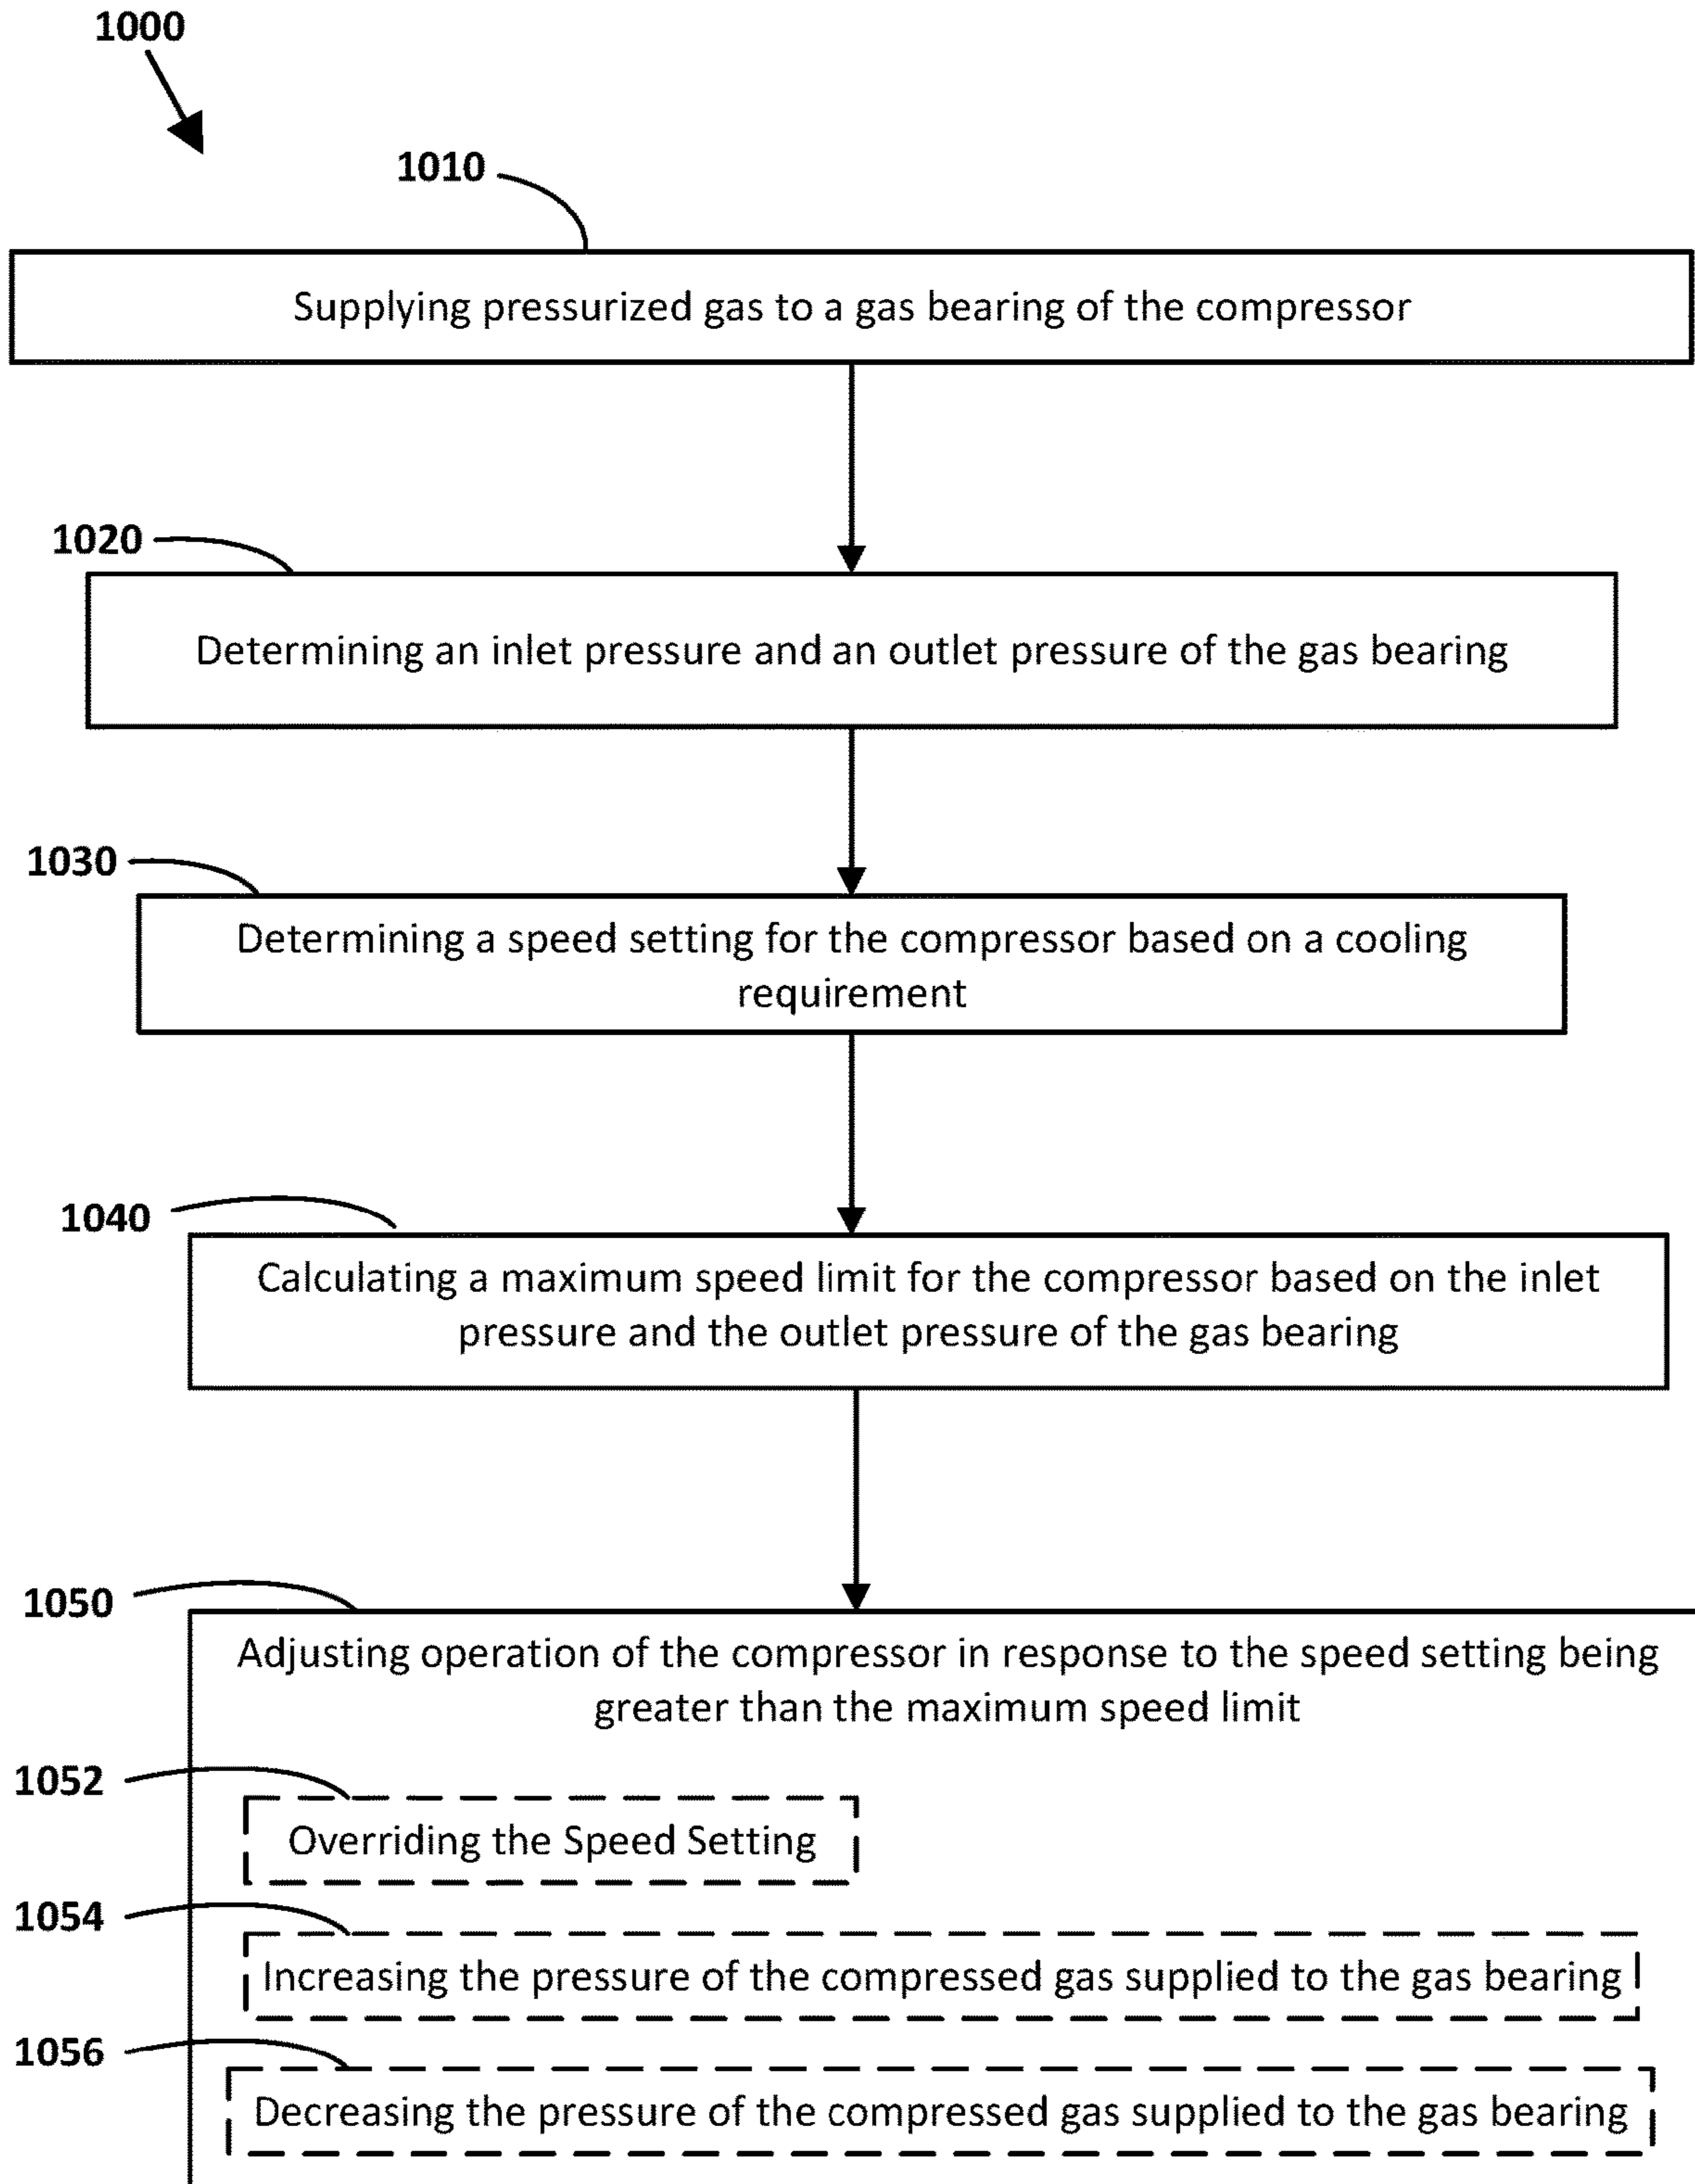 1000
1010
Supplying pressurized gas to a gas bearing of the compressor
1020
Determining an inlet pressure and an outlet pressure of the gas bearing
1030
Determining a speed setting for the compressor based on a cooling
requirement
1040
Calculating a maximum speed limit for the compressor based on the inlet
pressure and the outlet pressure of the gas bearing
1050
Adjusting operation of the compressor in response to the speed setting being
greater than the maximum speed limit
1052
Overriding the Speed Setting
1054
Increasing the pressure of the compressed gas supplied to the gas bearing
1056
Decreasing the pressure of the compressed gas supplied to the gas bearing